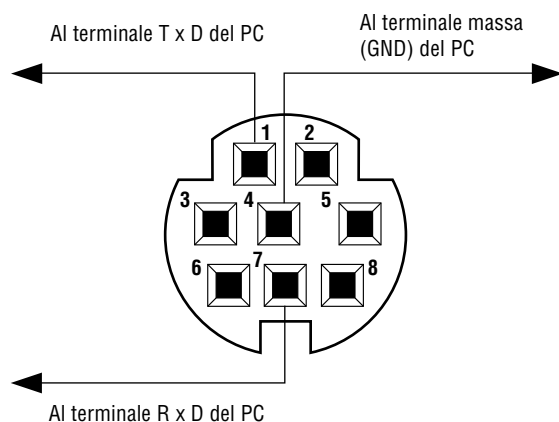 Al terminale T x D del PC
Al terminale massa
(GND) del PC
1 2
3 4 5
6 7 8
Al terminale R x D del PC